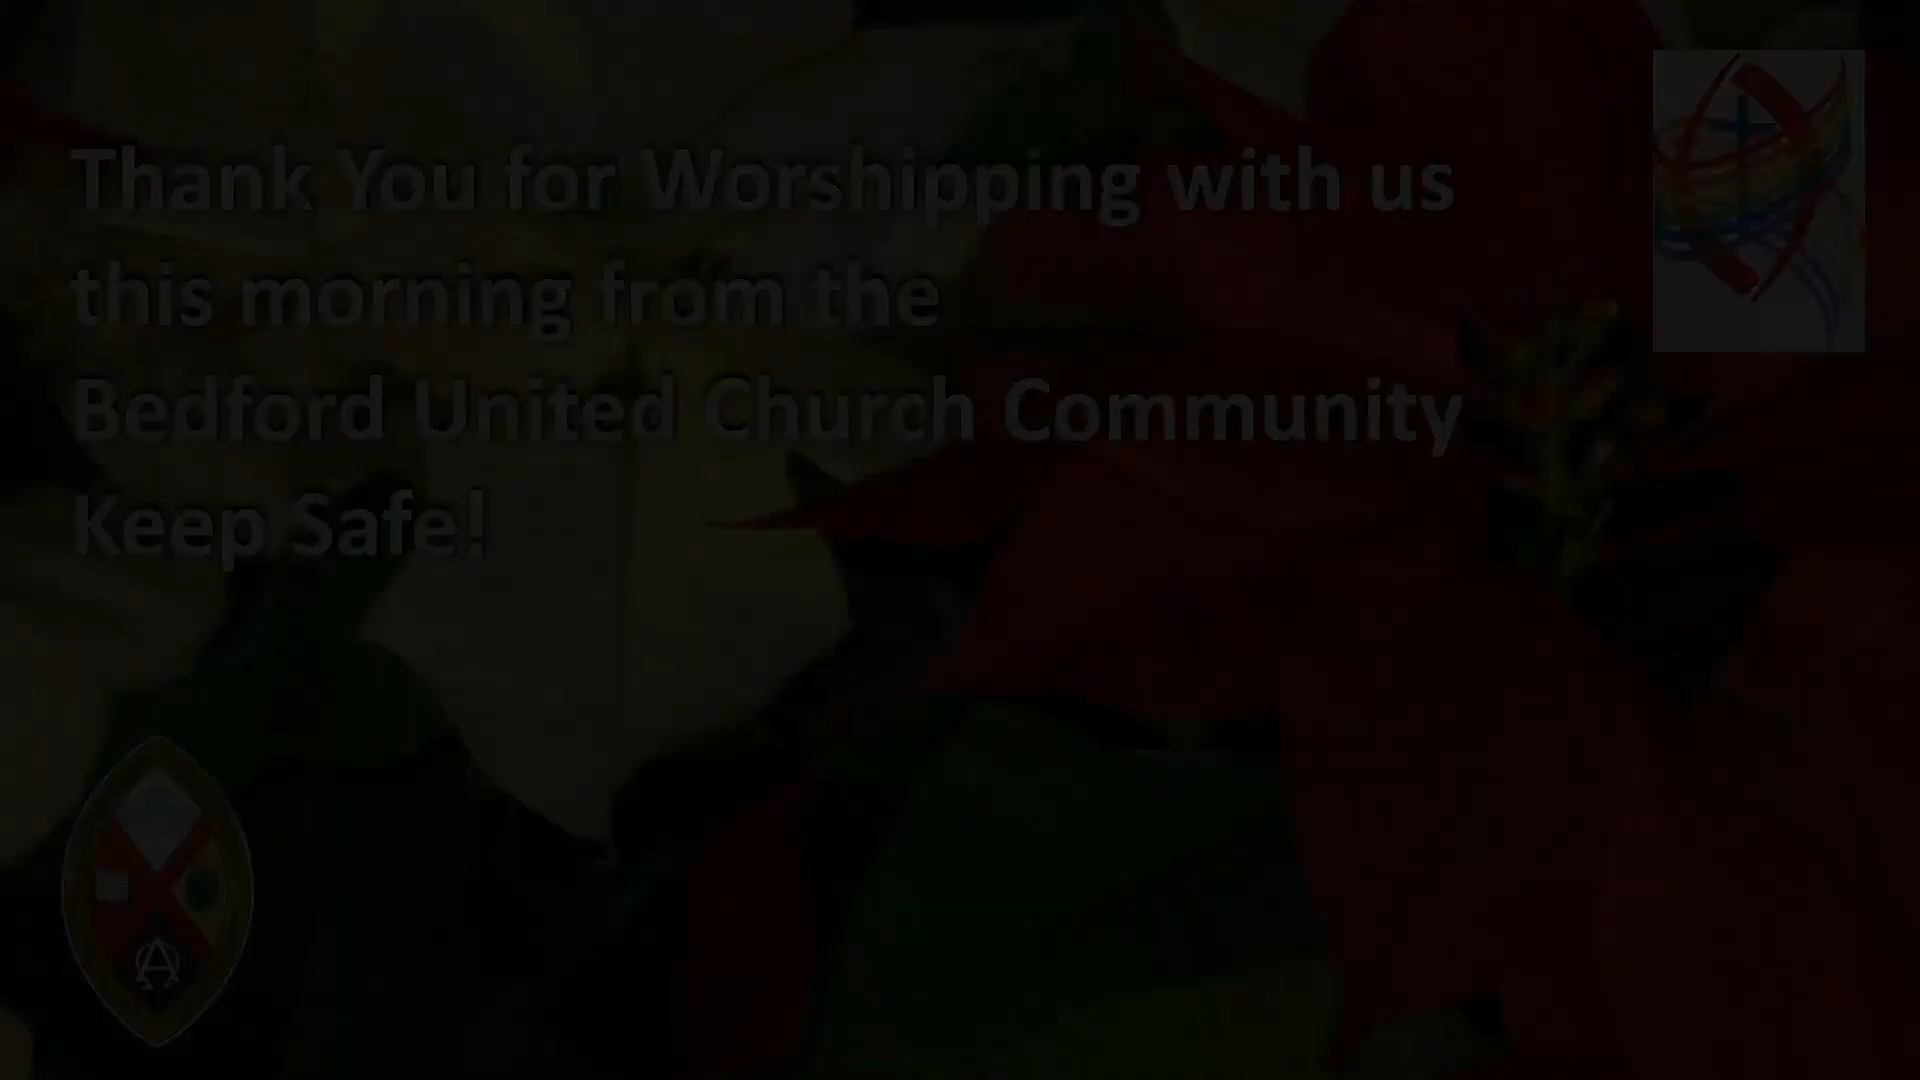 Thank You for Worshipping with us
this morning from the
Bedford United Church Community
Keep Safe!